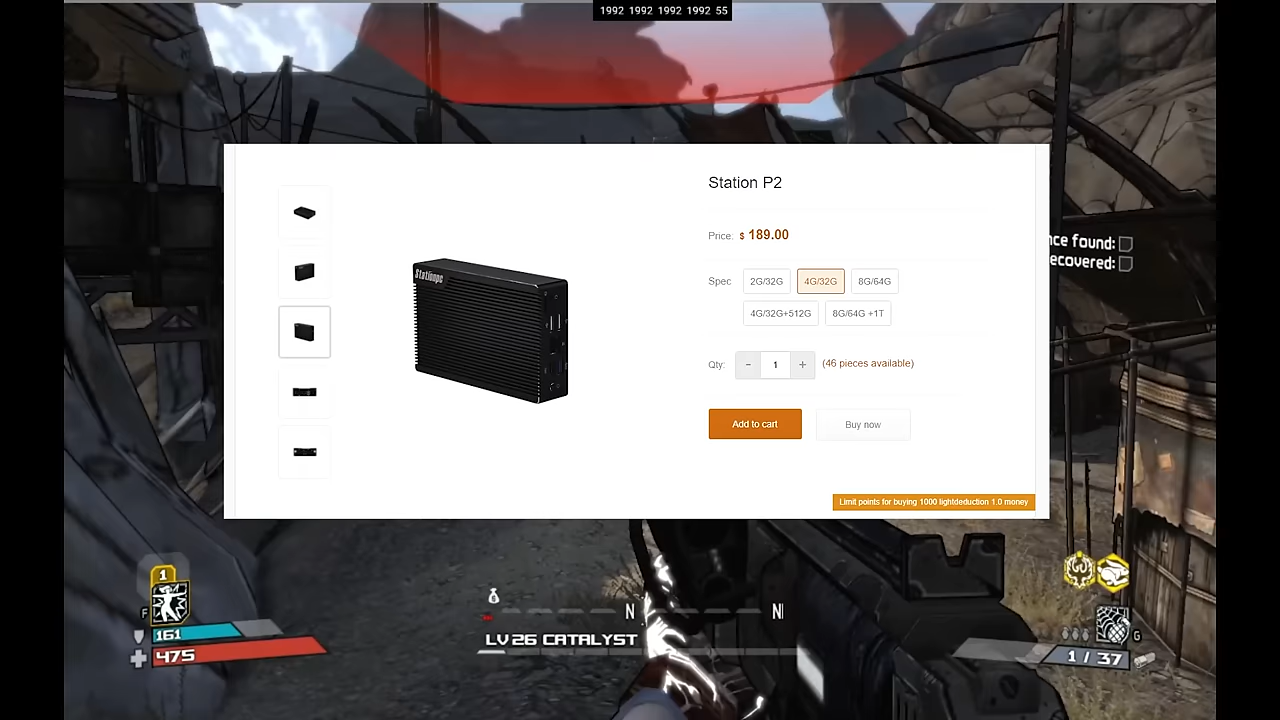 1992 1992 1992 1992 55
Station P2
Stationpc
Price: $ 189.00
nce found:
ecovered:
Spec 2G/32G 4G/32G 8G/64G
4G/32G+512G 8G/64G +1T
Qty: - 1 + (46 pieces available)
Add to cart Buy now
Limit points for buying 1000 lightdeduction 1.0 money
1
F
161
475
N N
LV 26 CATALYST
G
1 / 37